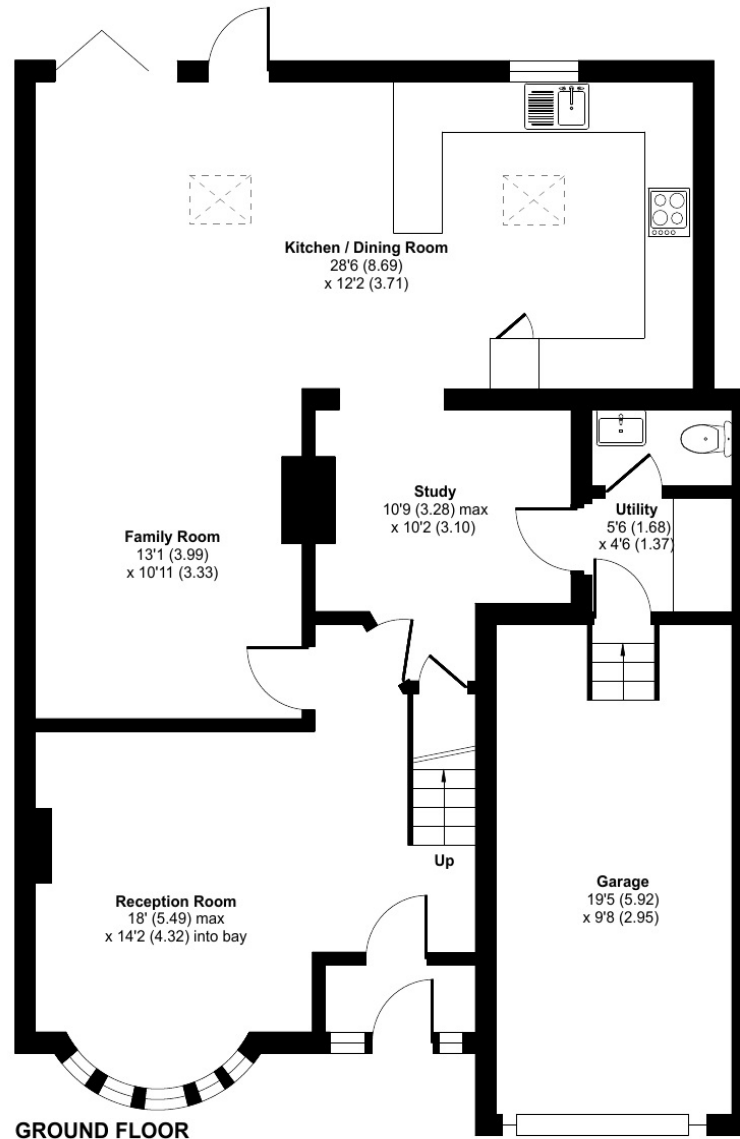 Kitchen / Dining Room
28'6 (8.69)
x 12'2 (3.71)
Study
10'9 (3.28) max
x 10'2 (3.10)
Utility
5'6 (1.68)
x 4'6 (1.37)
Family Room
13'1 (3.99)
x 10'11 (3.33)
Up
Garage
19'5 (5.92)
x 9'8 (2.95)
Reception Room
18' (5.49) max
x 14'2 (4.32) into bay
GROUND FLOOR